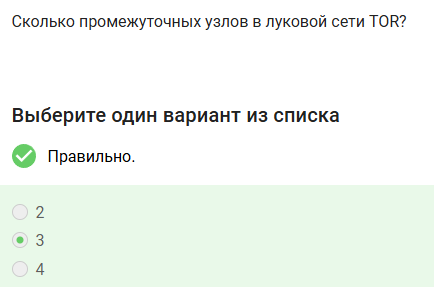 Сколько промежуточных узлов в луковой сети TOR?
Выберите один вариант из списка
Правильно.
2
3
4